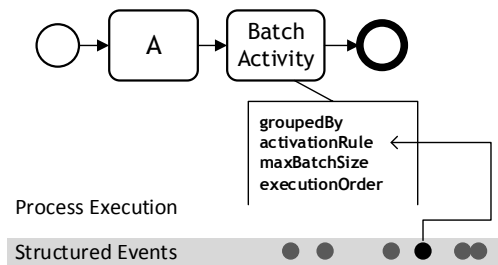 A
Batch
Activity
groupedBy
activationRule
maxBatchSize
executionOrder
Process Execution
Structured Events